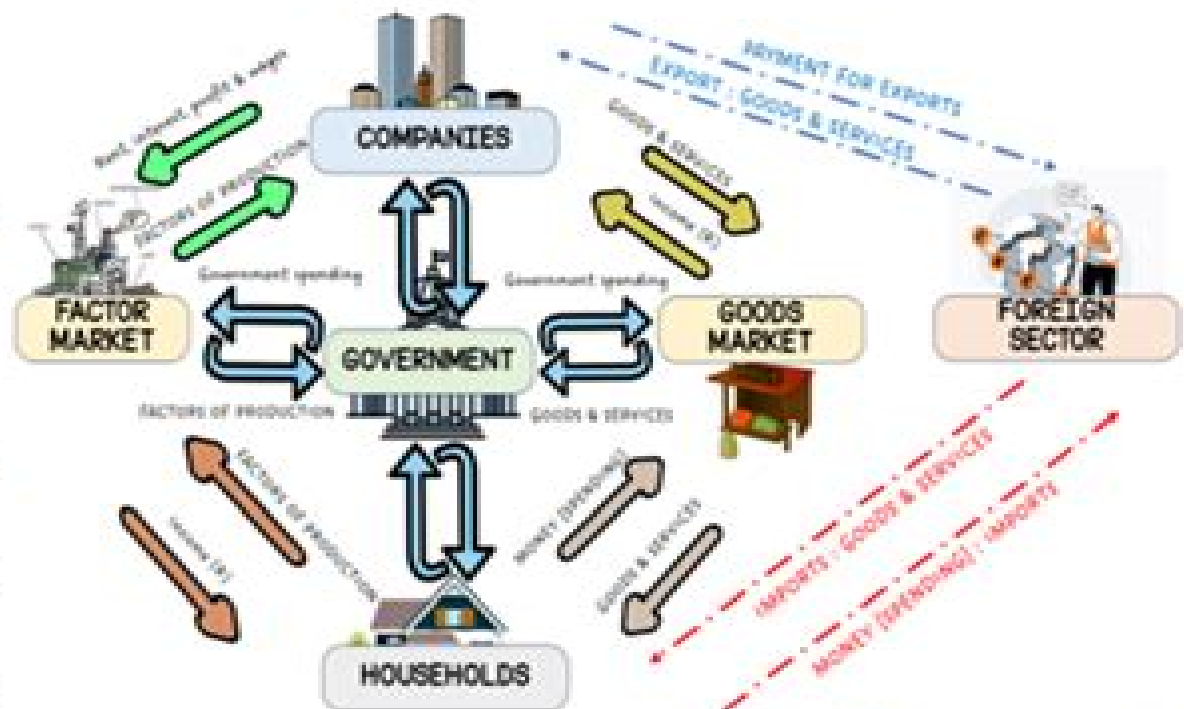 PAYMENT FOR EXPORTS
EXPORT : GOODS & SERVICES
Rent, interest, profit & wages
COMPANIES
GOODS & SERVICES
FACTORS OF PRODUCTION
Income [₽]
Government spending
Government spending
FACTOR
MARKET
GOODS
MARKET
FOREIGN
SECTOR
GOVERNMENT
FACTORS OF PRODUCTION
GOODS & SERVICES
FACTORS OF PRODUCTION
MONEY [SPENDING]
IMPORTS : GOODS & SERVICES
Income [₽]
GOODS & SERVICES
MONEY [SPENDING] : IMPORTS
HOUSEHOLDS